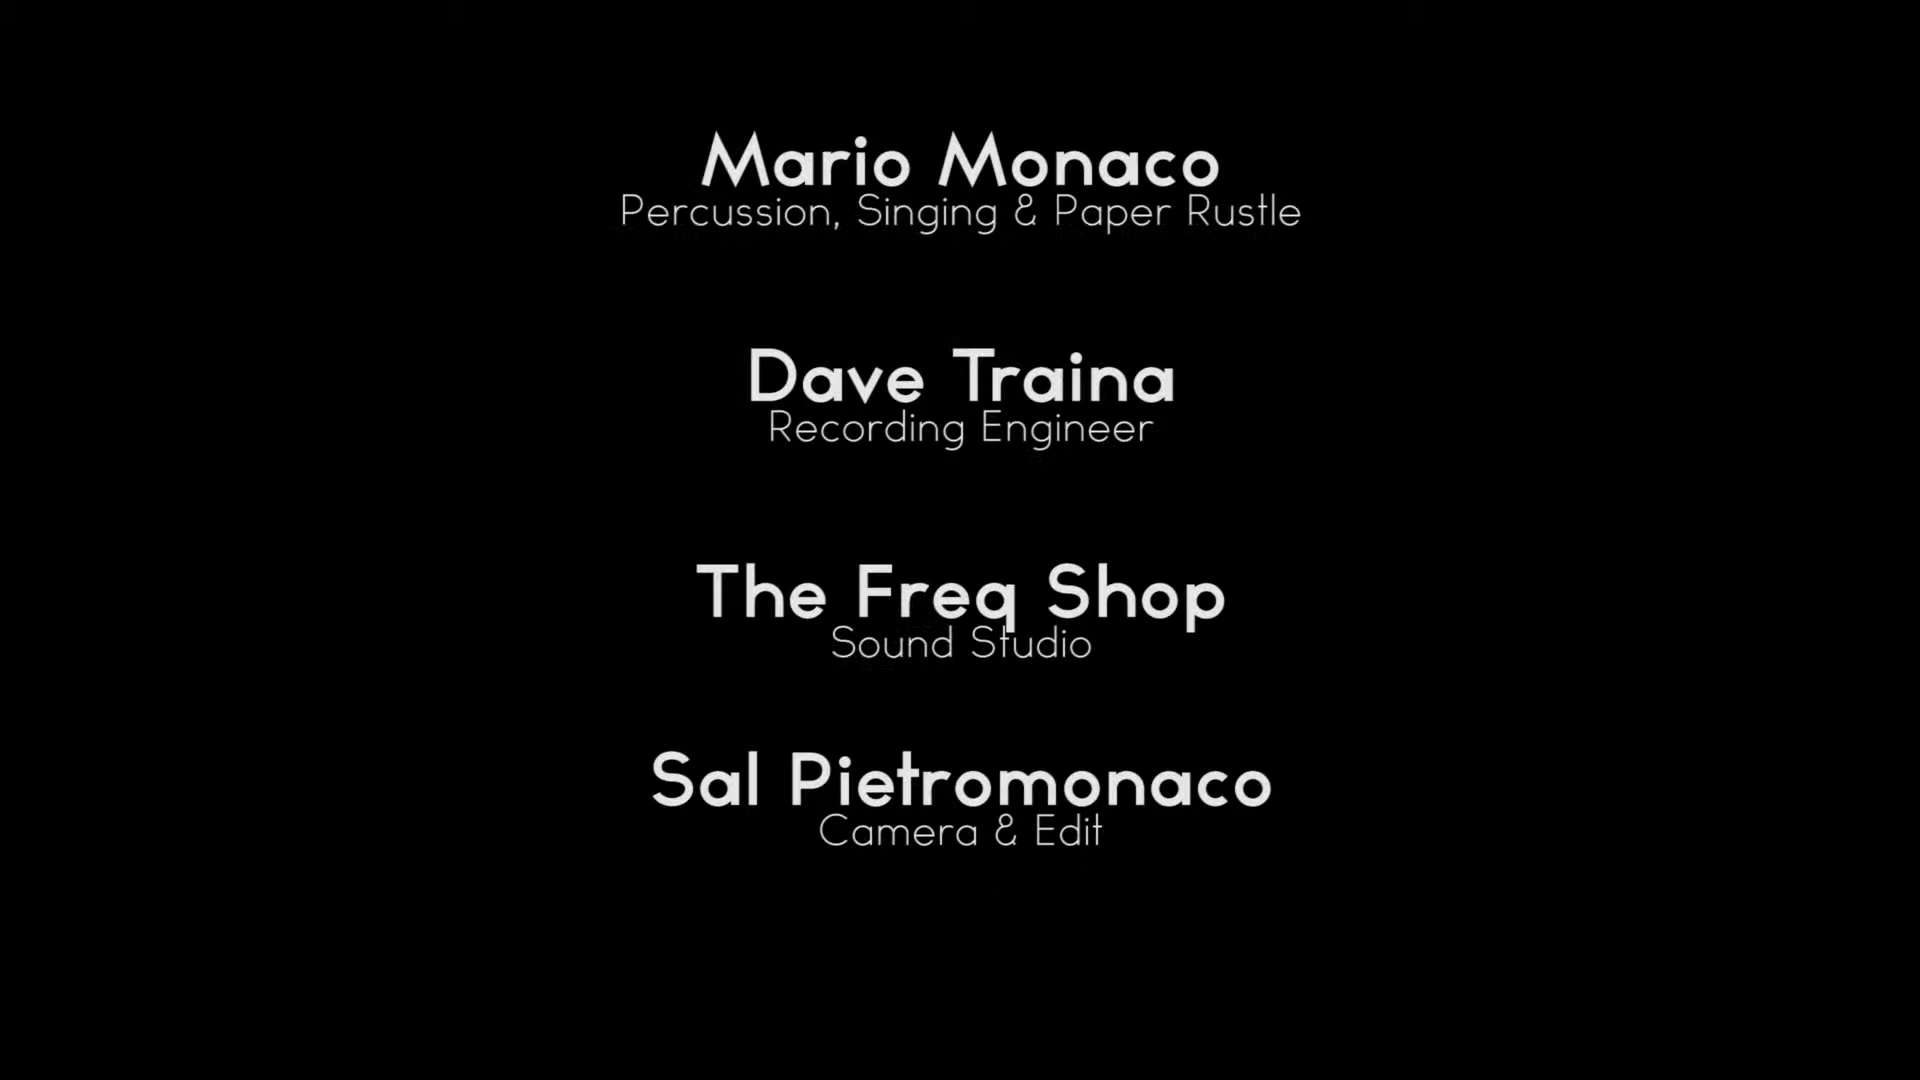 Mario Monaco
Percussion, Singing & Paper Rustle
Dave Traina
Recording Engineer
The Freq Shop
Sound Studio
Sal Pietromonaco
Camera & Edit